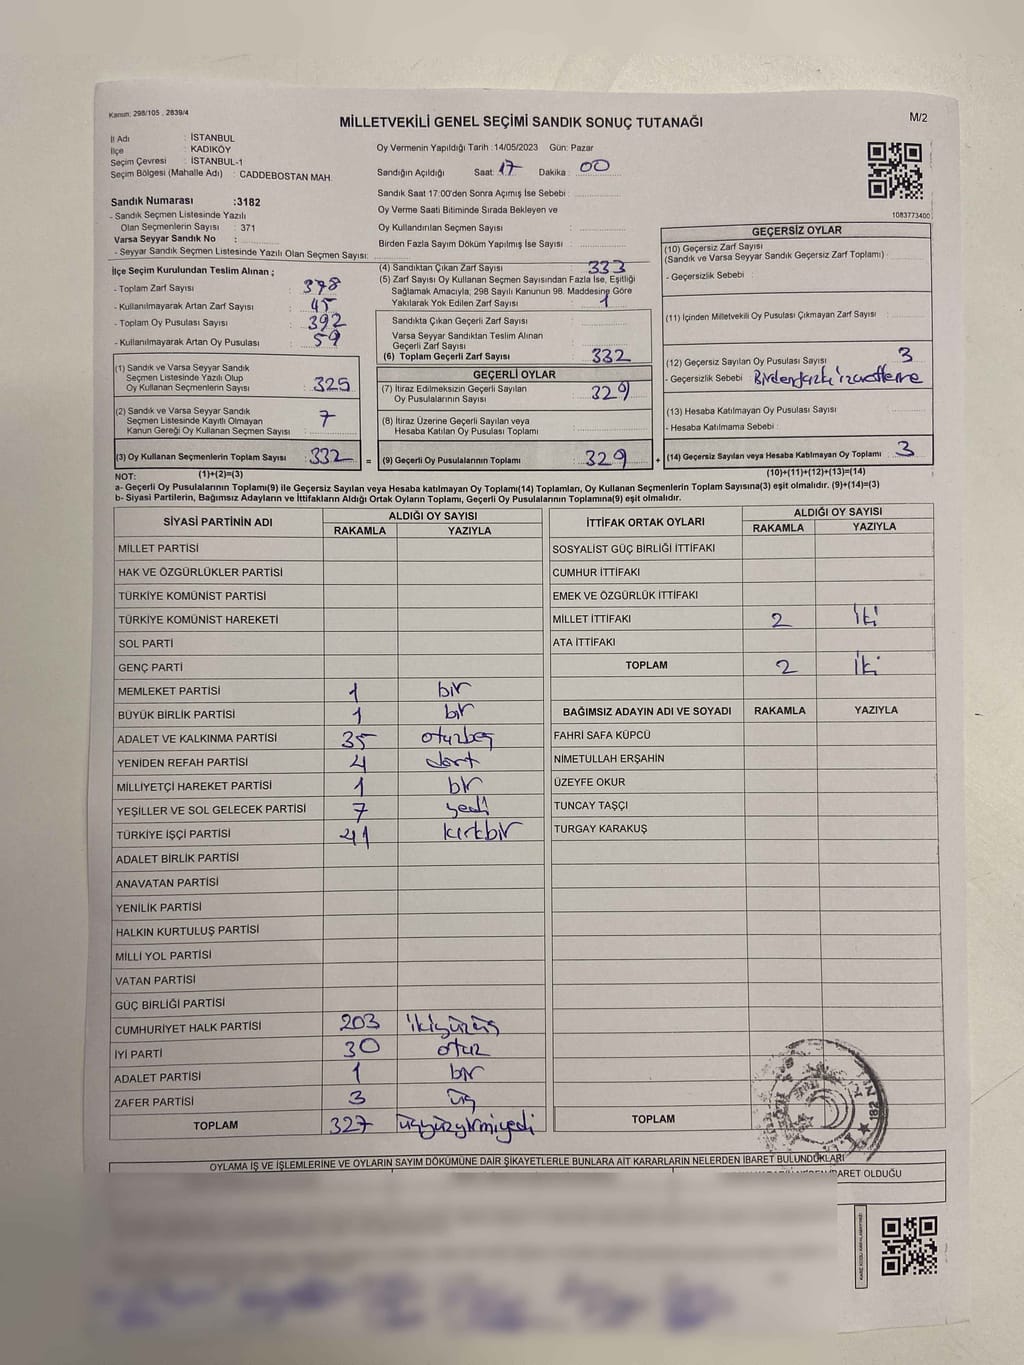 Kanun: 298/105 , 2839/4
MİLLETVEKİLİ GENEL SEÇİMİ SANDIK SONUÇ TUTANAĞI
M/2
İl Adı : İSTANBUL
İlçe : KADIKÖY
Seçim Çevresi : İSTANBUL-1
Seçim Bölgesi (Mahalle Adı) : CADDEBOSTAN MAH.
Oy Vermenin Yapıldığı Tarih : 14/05/2023 Gün: Pazar
Sandığın Açıldığı Saat: 17 Dakika : 00
Sandık Saat 17:00'den Sonra Açımış İse Sebebi :
Oy Verme Saati Bitiminde Sırada Bekleyen ve
Oy Kullandırılan Seçmen Sayısı :
Birden Fazla Sayım Döküm Yapılmış İse Sayısı :
1083773400
Sandık Numarası :3182
- Sandık Seçmen Listesinde Yazılı
Olan Seçmenlerin Sayısı : 371
Varsa Seyyar Sandık No :
- Seyyar Sandık Seçmen Listesinde Yazılı Olan Seçmen Sayısı:
İlçe Seçim Kurulundan Teslim Alınan ;
- Toplam Zarf Sayısı : 378
- Kullanılmayarak Artan Zarf Sayısı : 45
- Toplam Oy Pusulası Sayısı : 392
- Kullanılmayarak Artan Oy Pusulası : 59
(1) Sandık ve Varsa Seyyar Sandık
Seçmen Listesinde Yazılı Olup
Oy Kullanan Seçmenlerin Sayısı : 325
(2) Sandık ve Varsa Seyyar Sandık
Seçmen Listesinde Kayıtlı Olmayan
Kanun Gereği Oy Kullanan Seçmen Sayısı : 7
(3) Oy Kullanan Seçmenlerin Toplam Sayısı : 332
(4) Sandıktan Çıkan Zarf Sayısı : 333
(5) Zarf Sayısı Oy Kullanan Seçmen Sayısından Fazla İse, Eşitliği
Sağlamak Amacıyla; 298 Sayılı Kanunun 98. Maddesine Göre
Yakılarak Yok Edilen Zarf Sayısı : 1
Sandıkta Çıkan Geçerli Zarf Sayısı :
Varsa Seyyar Sandıktan Teslim Alınan
Geçerli Zarf Sayısı :
(6) Toplam Geçerli Zarf Sayısı : 332
GEÇERLİ OYLAR
(7) İtiraz Edilmeksizin Geçerli Sayılan
Oy Pusulalarının Sayısı : 329
(8) İtiraz Üzerine Geçerli Sayılan veya
Hesaba Katılan Oy Pusulası Toplamı :
= (9) Geçerli Oy Pusulalarının Toplamı : 329
GEÇERSİZ OYLAR
(10) Geçersiz Zarf Sayısı
(Sandık ve Varsa Seyyar Sandık Geçersiz Zarf Toplamı) :
- Geçersizlik Sebebi :
(11) İçinden Milletvekili Oy Pusulası Çıkmayan Zarf Sayısı :
(12) Geçersiz Sayılan Oy Pusulası Sayısı : 3
- Geçersizlik Sebebi : Birdenfazla işaretleme
(13) Hesaba Katılmayan Oy Pusulası Sayısı :
- Hesaba Katılmama Sebebi :
+ (14) Geçersiz Sayılan veya Hesaba Katılmayan Oy Toplamı : 3
NOT: (1)+(2)=(3)
(10)+(11)+(12)+(13)=(14)
a- Geçerli Oy Pusulalarının Toplamı(9) ile Geçersiz Sayılan veya Hesaba katılmayan Oy Toplamı(14) Toplamları, Oy Kullanan Seçmenlerin Toplam Sayısına(3) eşit olmalıdır. (9)+(14)=(3)
b- Siyasi Partilerin, Bağımsız Adayların ve İttifakların Aldığı Ortak Oyların Toplamı, Geçerli Oy Pusulalarının Toplamına(9) eşit olmalıdır.
SİYASİ PARTİNİN ADI ALDIĞI OY SAYISI
RAKAMLA YAZIYLA
MİLLET PARTİSİ
HAK VE ÖZGÜRLÜKLER PARTİSİ
TÜRKİYE KOMÜNİST PARTİSİ
TÜRKİYE KOMÜNİST HAREKETİ
SOL PARTİ
GENÇ PARTİ
MEMLEKET PARTİSİ 1 bir
BÜYÜK BİRLİK PARTİSİ 1 bir
ADALET VE KALKINMA PARTİSİ 35 otuzbeş
YENİDEN REFAH PARTİSİ 4 dört
MİLLİYETÇİ HAREKET PARTİSİ 1 bir
YEŞİLLER VE SOL GELECEK PARTİSİ 7 yedi
TÜRKİYE İŞÇİ PARTİSİ 41 kırkbir
ADALET BİRLİK PARTİSİ
ANAVATAN PARTİSİ
YENİLİK PARTİSİ
HALKIN KURTULUŞ PARTİSİ
MİLLİ YOL PARTİSİ
VATAN PARTİSİ
GÜÇ BİRLİĞİ PARTİSİ
CUMHURİYET HALK PARTİSİ 203 ikiyüzüç
İYİ PARTİ 30 otuz
ADALET PARTİSİ 1 bir
ZAFER PARTİSİ 3 üç
TOPLAM 327 üçyüzyirmiyedi
İTTİFAK ORTAK OYLARI ALDIĞI OY SAYISI
RAKAMLA YAZIYLA
SOSYALİST GÜÇ BİRLİĞİ İTTİFAKI
CUMHUR İTTİFAKI
EMEK VE ÖZGÜRLÜK İTTİFAKI
MİLLET İTTİFAKI 2 iki
ATA İTTİFAKI
TOPLAM 2 iki
BAĞIMSIZ ADAYIN ADI VE SOYADI RAKAMLA YAZIYLA
FAHRİ SAFA KÜPCÜ
NİMETULLAH ERŞAHİN
ÜZEYFE OKUR
TUNCAY TAŞÇI
TURGAY KARAKUŞ
TOPLAM
OYLAMA İŞ VE İŞLEMLERİNE VE OYLARIN SAYIM DÖKÜMÜNE DAİR ŞİKAYETLERLE BUNLARA AİT KARARLARIN NELERDEN İBARET BULUNDUKLARI
İBARET OLDUĞU